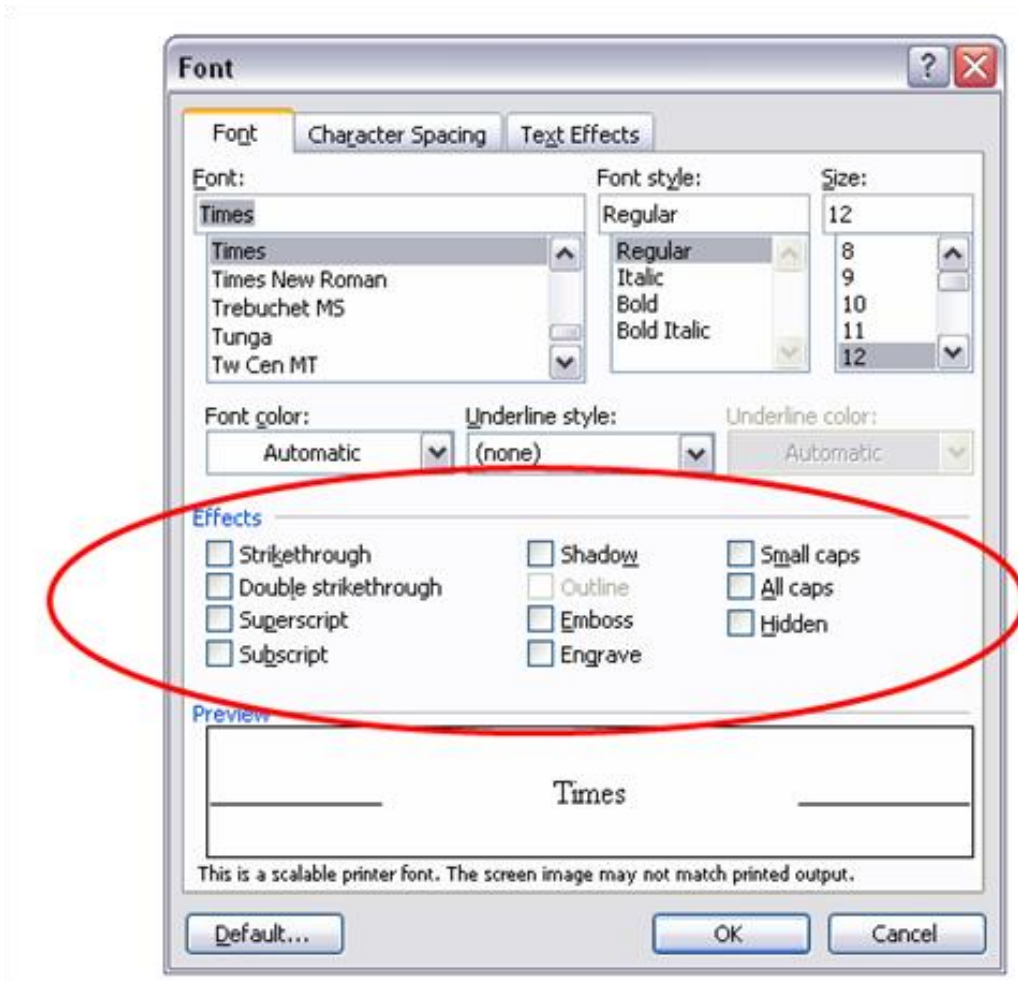 Font ?
Font Character Spacing Text Effects
Font: Font style: Size:
Times Regular 12
Times Regular 8
Times New Roman Italic 9
Trebuchet MS Bold 10
Tunga Bold Italic 11
Tw Cen MT 12
Font color: Underline style: Underline color:
Automatic (none) Automatic
Effects
Strikethrough Shadow Small caps
Double strikethrough Outline All caps
Superscript Emboss Hidden
Subscript Engrave
Preview
Times
This is a scalable printer font. The screen image may not match printed output.
Default... OK Cancel